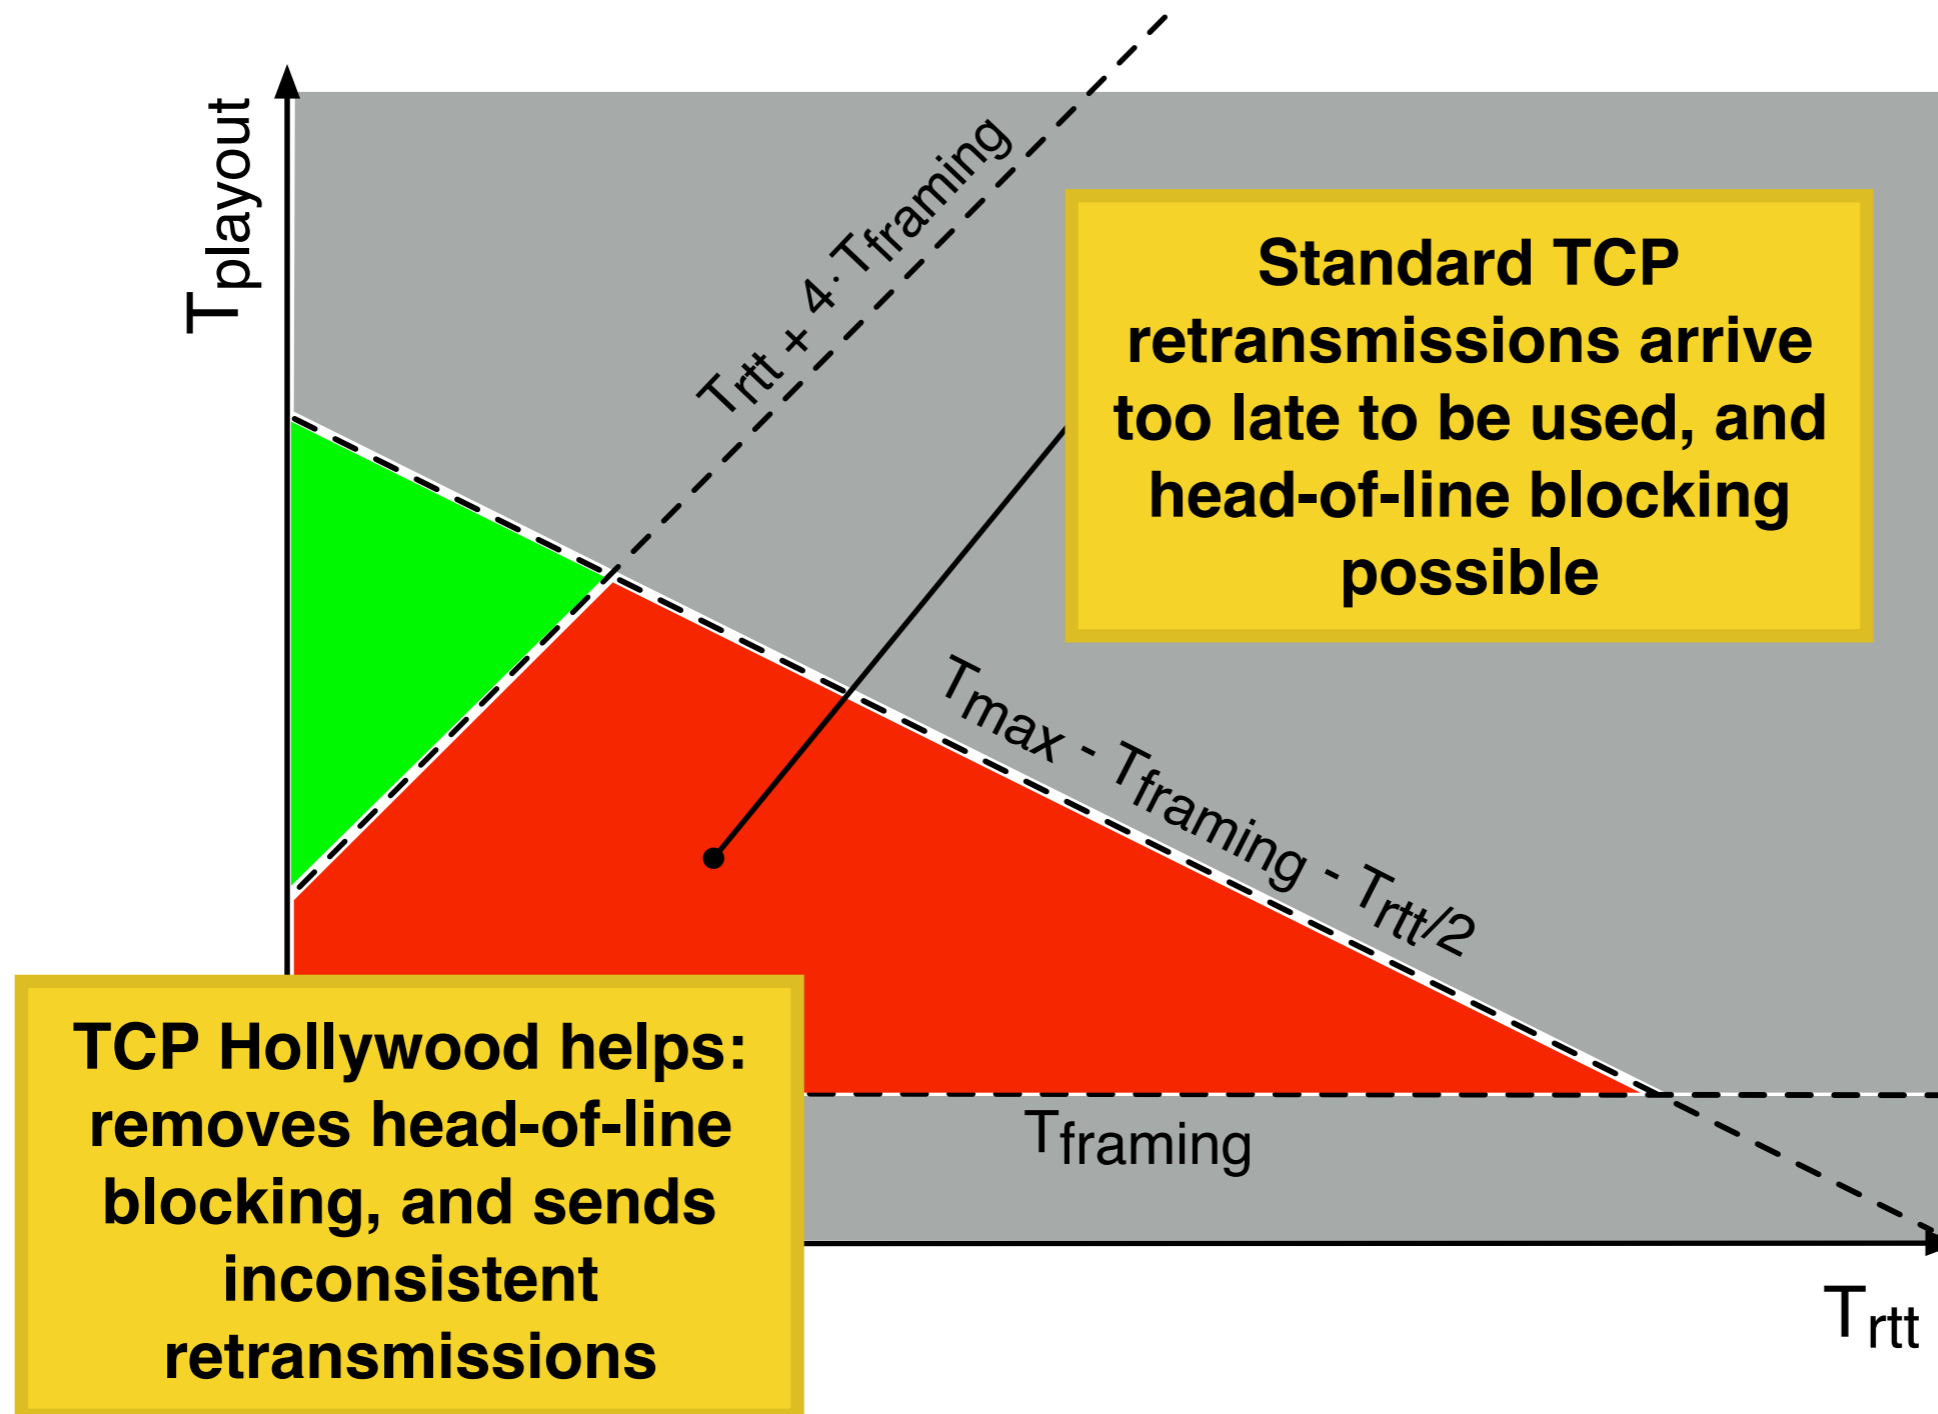 Tplayout
Trtt + 4·Tframing
Standard TCP
retransmissions arrive
too late to be used, and
head-of-line blocking
possible
Tmax - Tframing - Trtt/2
TCP Hollywood helps:
removes head-of-line
blocking, and sends
inconsistent
retransmissions
Tframing
Trtt